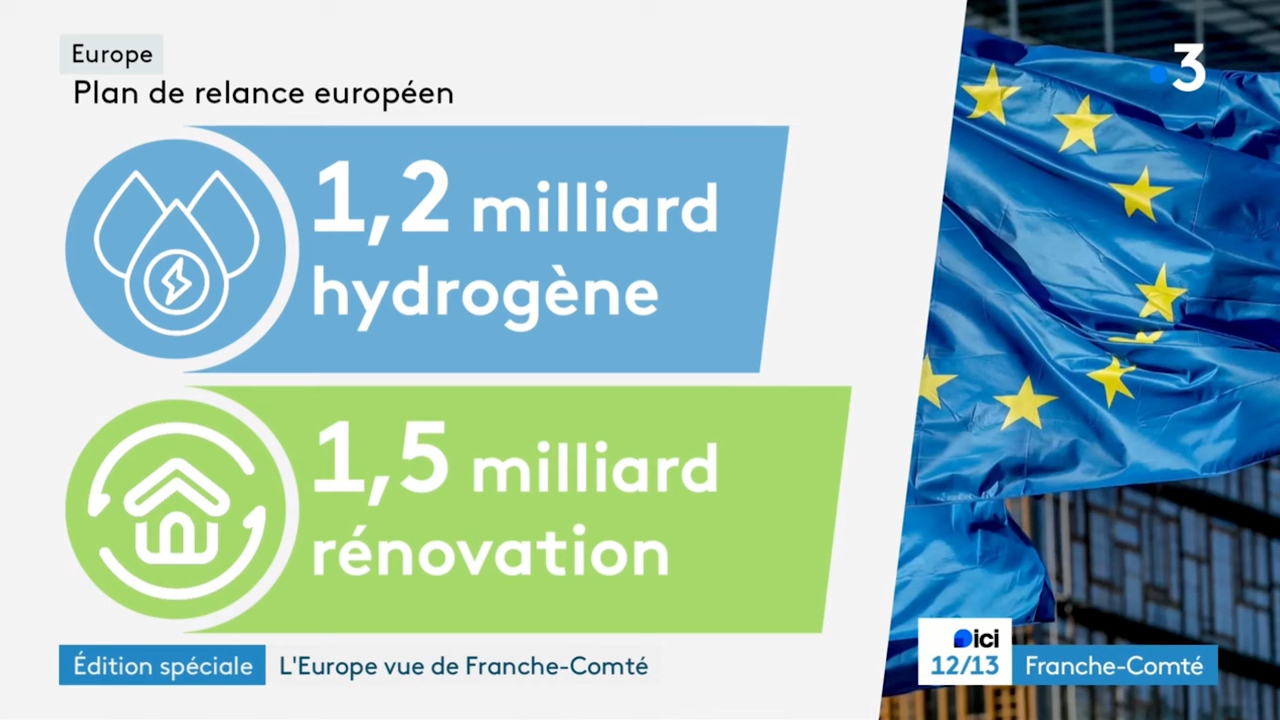 Europe
Plan de relance européen
3
1,2 milliard
hydrogène
1,5 milliard
rénovation
Édition spéciale
L'Europe vue de Franche-Comté
ici
12/13
Franche-Comté